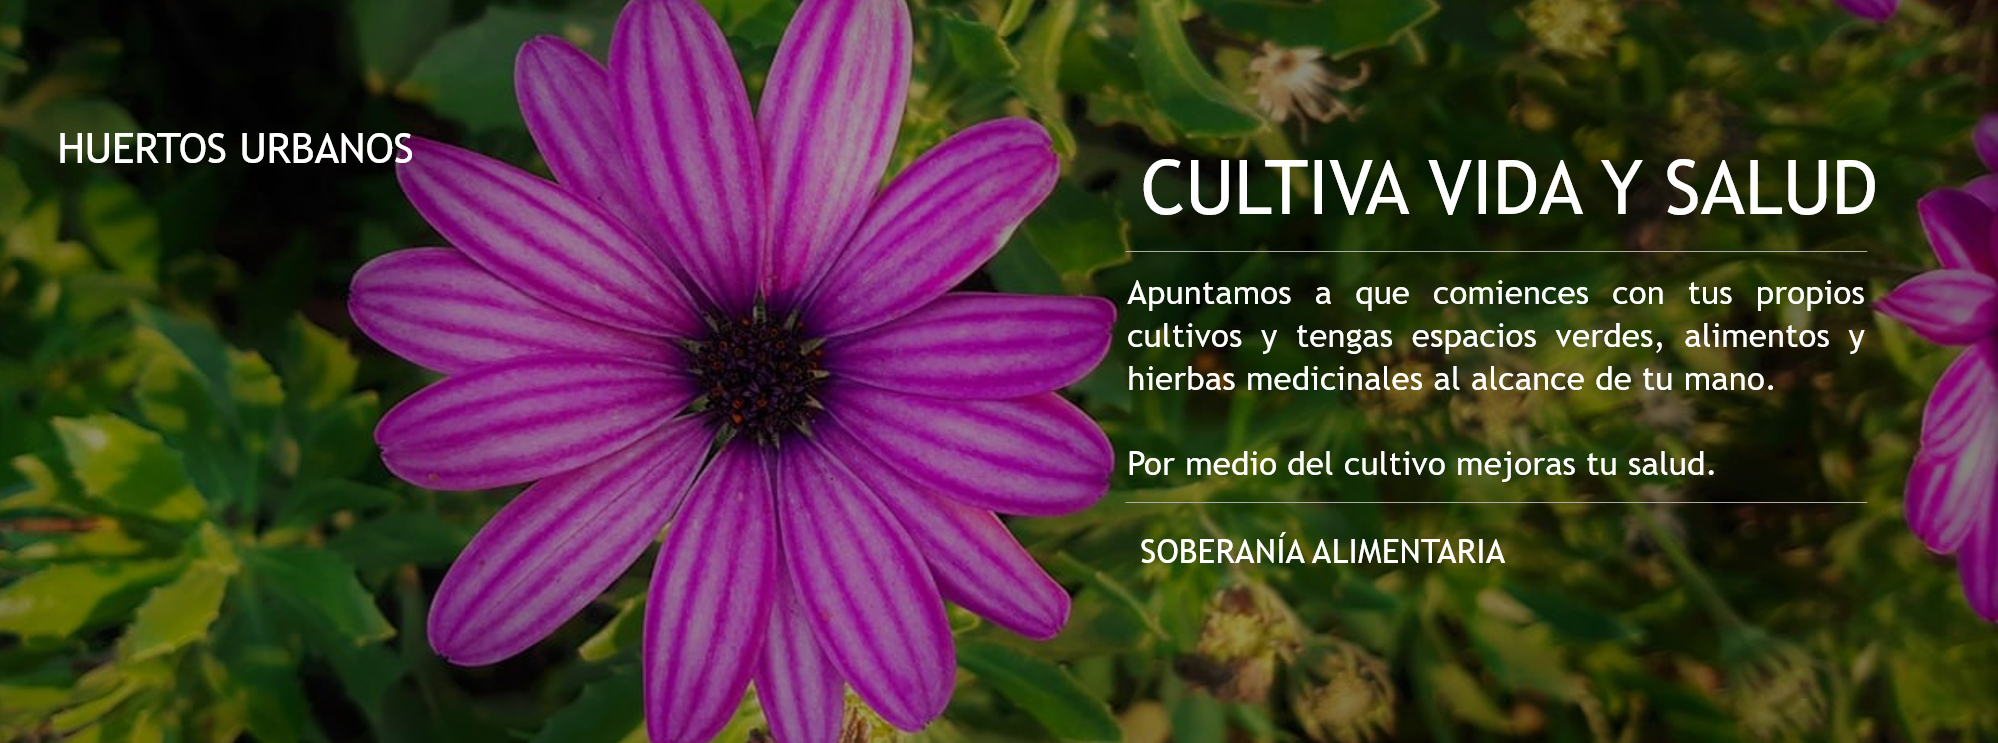 HUERTOS URBANOS
CULTIVA VIDA Y SALUD
Apuntamos a que comiences con tus propios
cultivos y tengas espacios verdes, alimentos y
hierbas medicinales al alcance de tu mano.
Por medio del cultivo mejoras tu salud.
SOBERANÍA ALIMENTARIA